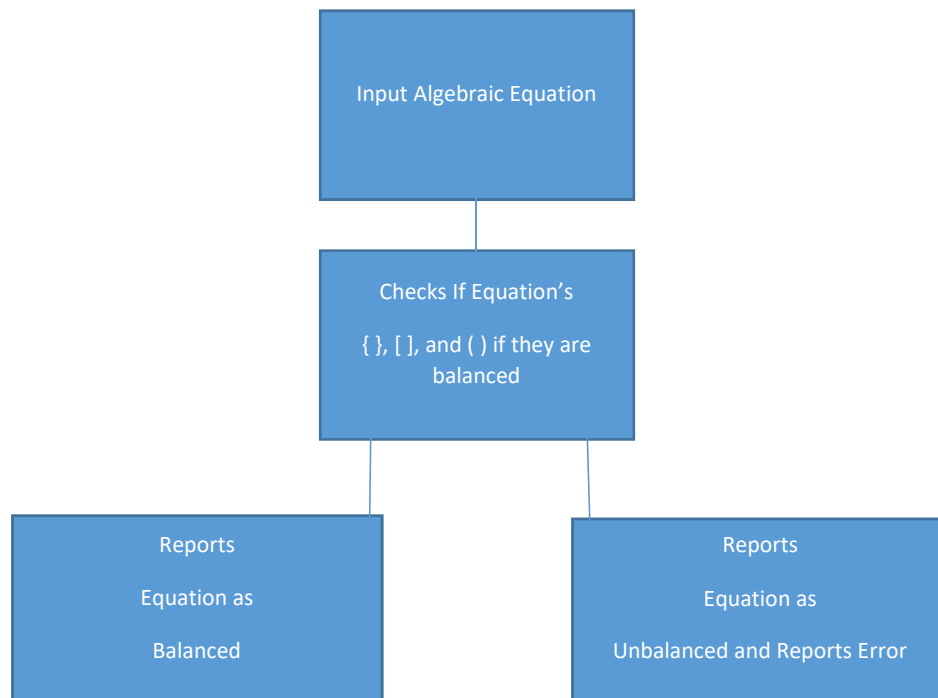 Input Algebraic Equation
Checks If Equation’s
{ }, [ ], and ( ) if they are
balanced
Reports
Equation as
Balanced
Reports
Equation as
Unbalanced and Reports Error